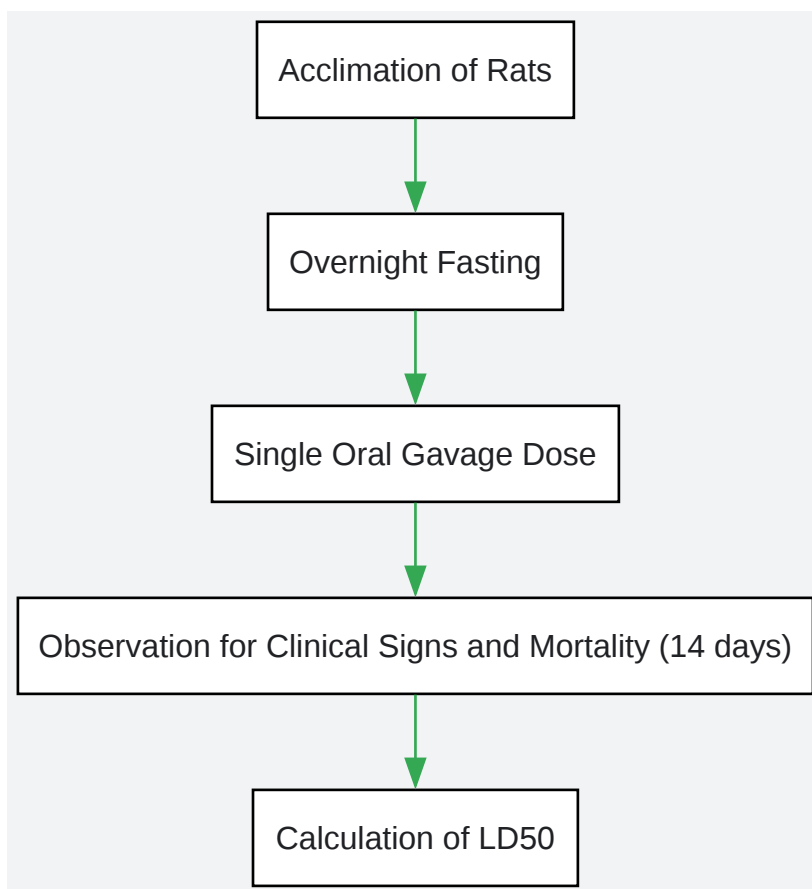 Acclimation of Rats
Overnight Fasting
Single Oral Gavage Dose
Observation for Clinical Signs and Mortality (14 days)
Calculation of LD50